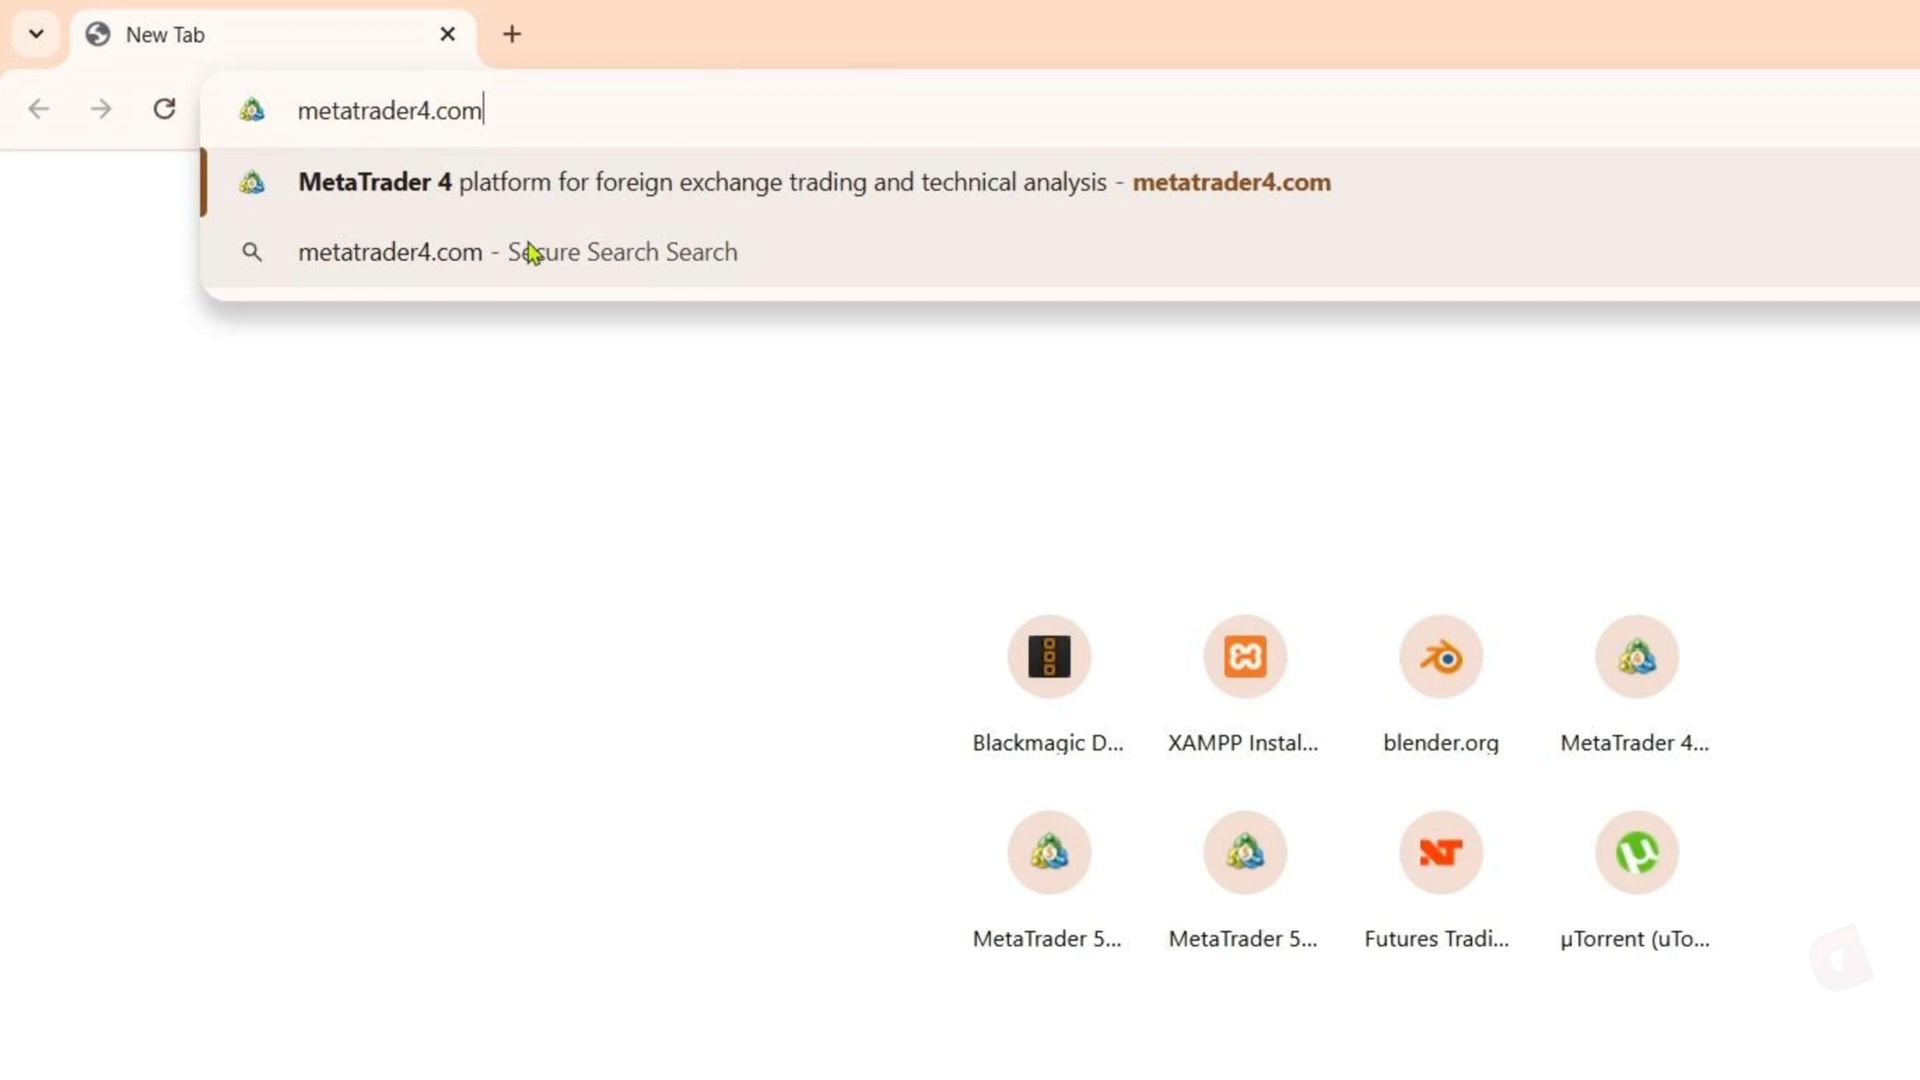 New Tab
metatrader4.com
MetaTrader 4 platform for foreign exchange trading and technical analysis - metatrader4.com
metatrader4.com - Secure Search Search
Blackmagic D... XAMPP Instal... blender.org MetaTrader 4...
MetaTrader 5... MetaTrader 5... Futures Tradi... µTorrent (uTo...